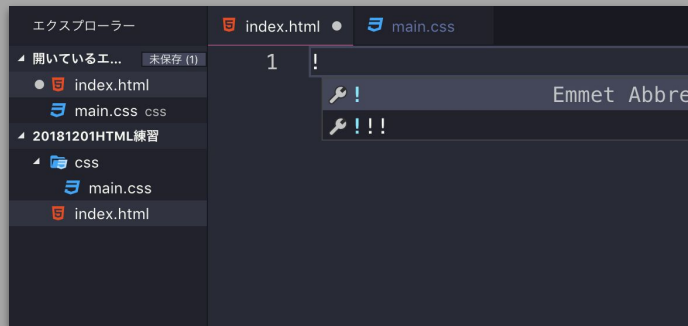 エクスプローラー
開いているエ... 未保存 (1)
index.html
main.css css
20181201HTML練習
css
main.css
index.html
index.html main.css
1 !
! Emmet Abbre
!!!